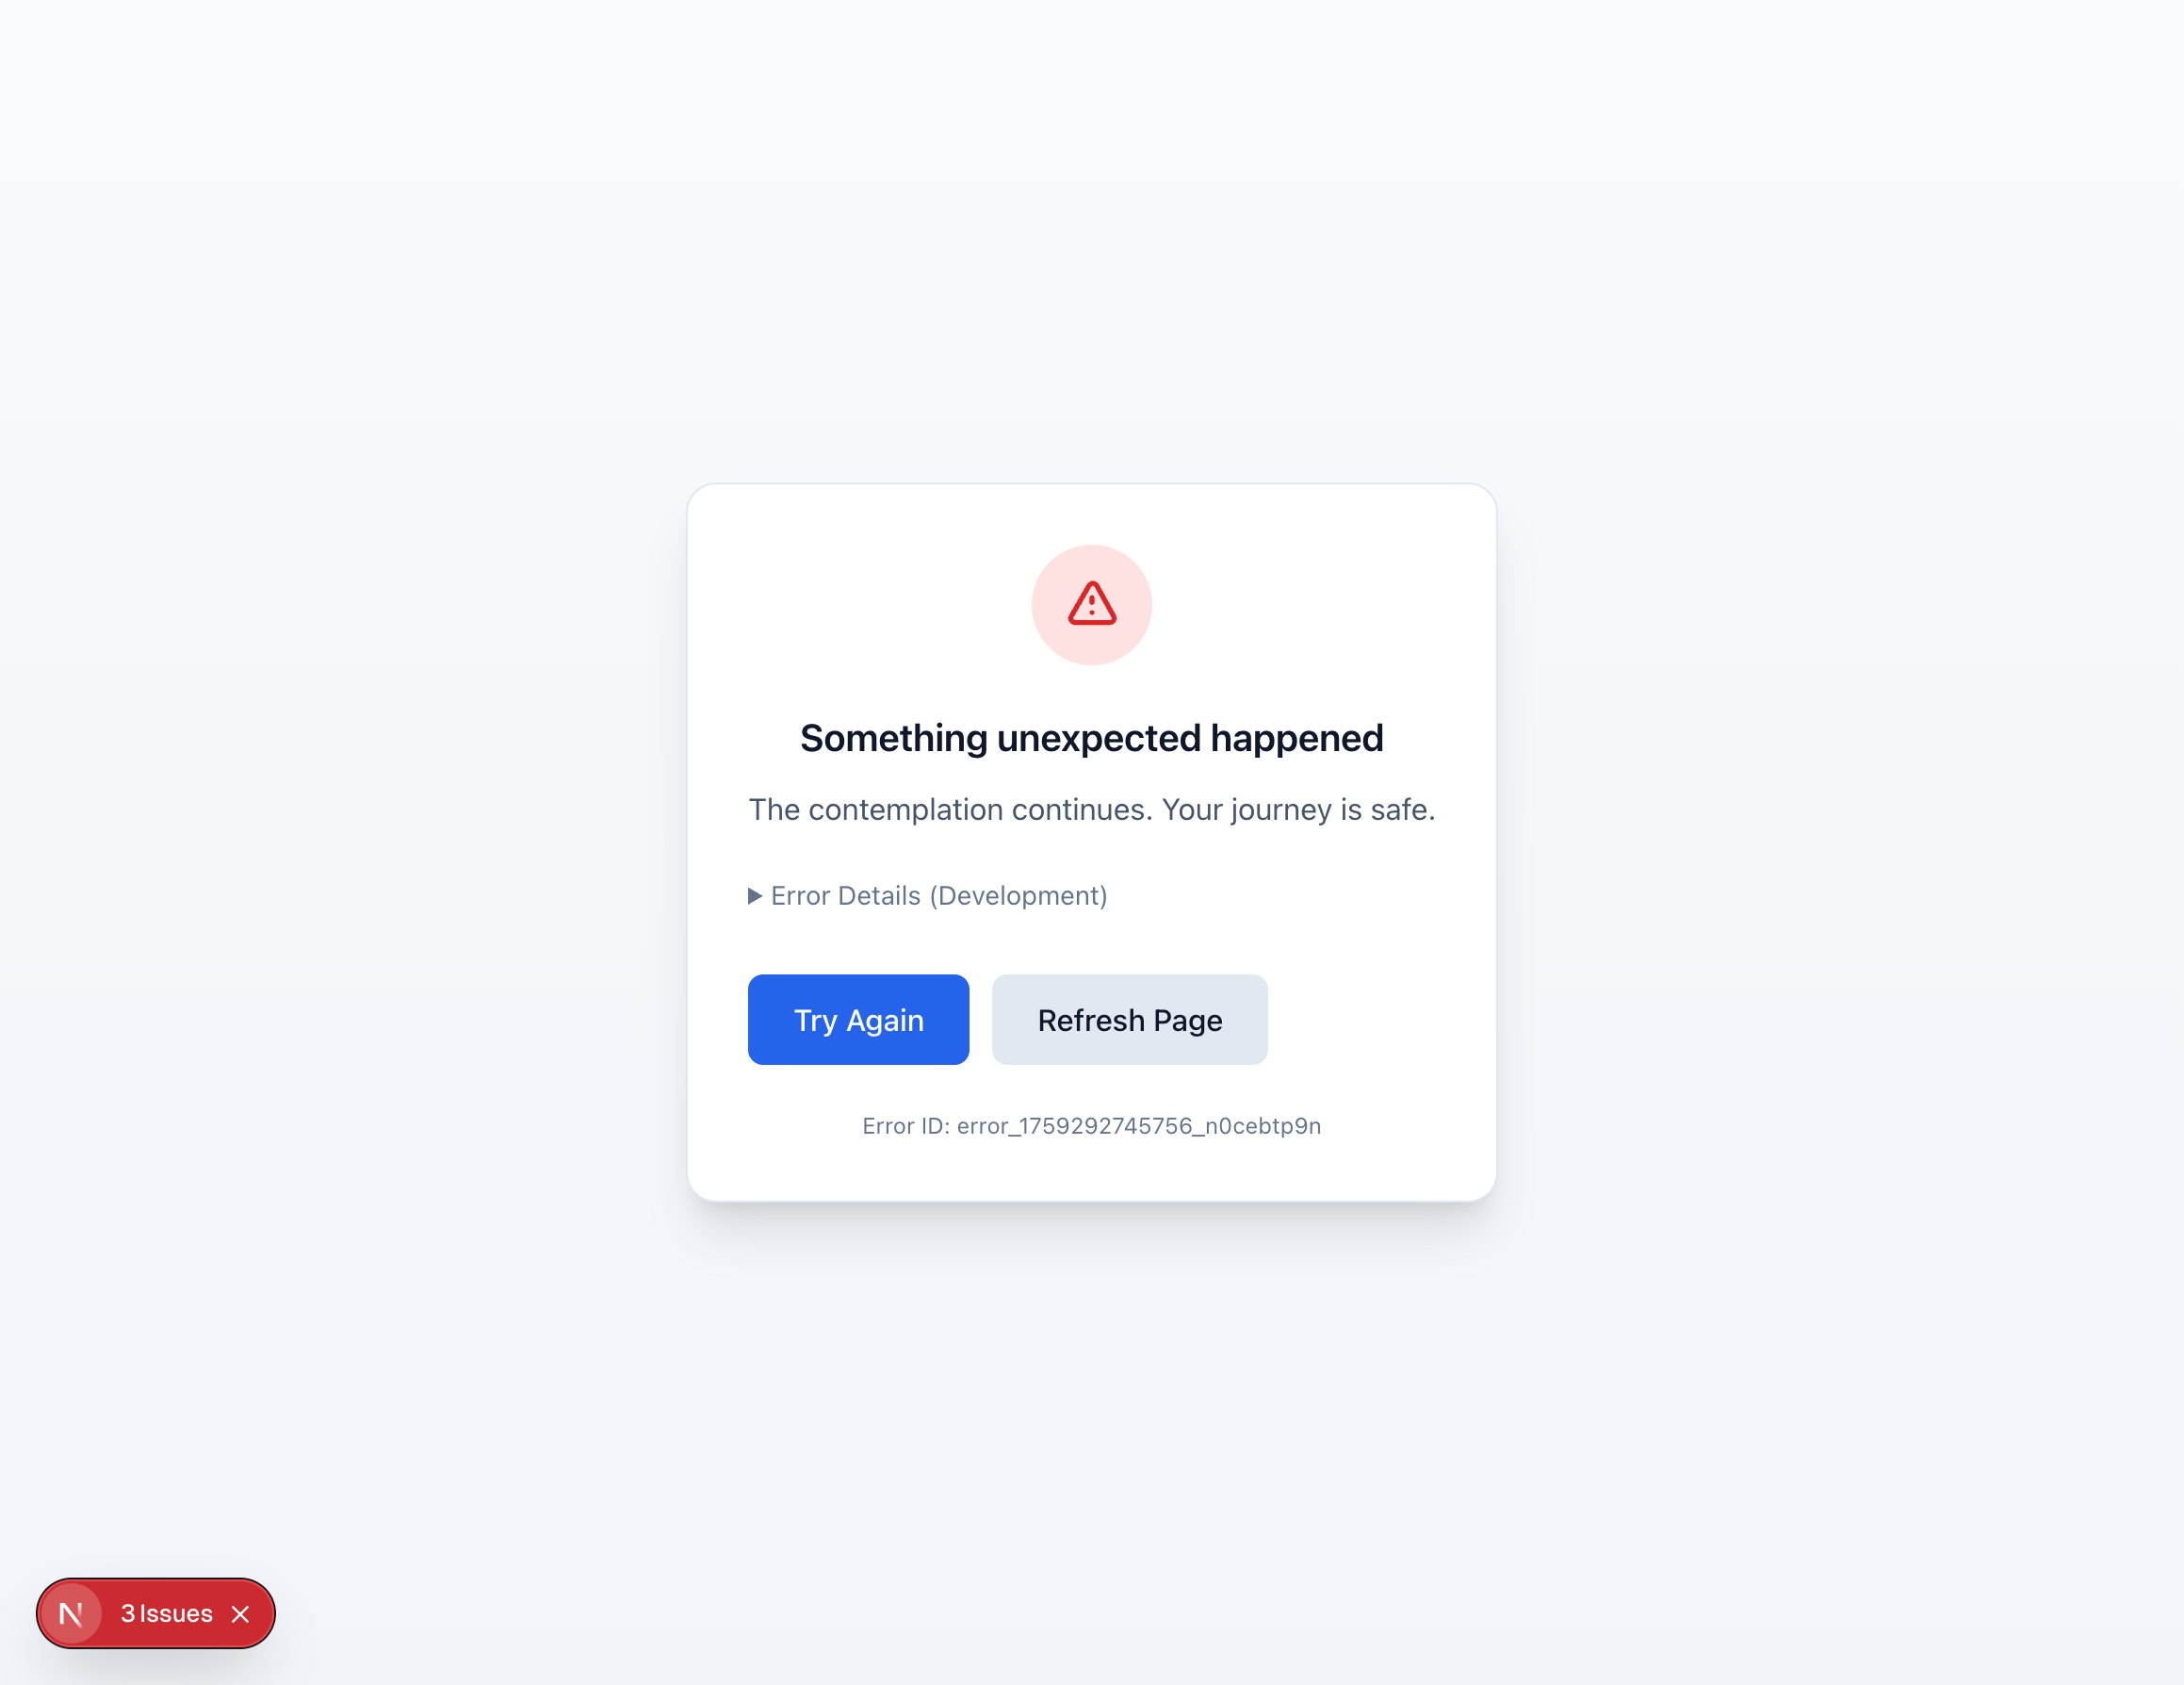 Something unexpected happened
The contemplation continues. Your journey is safe.
Error Details (Development)
Try Again
Refresh Page
Error ID: error_1759292745756_n0cebtp9n
N
3 Issues